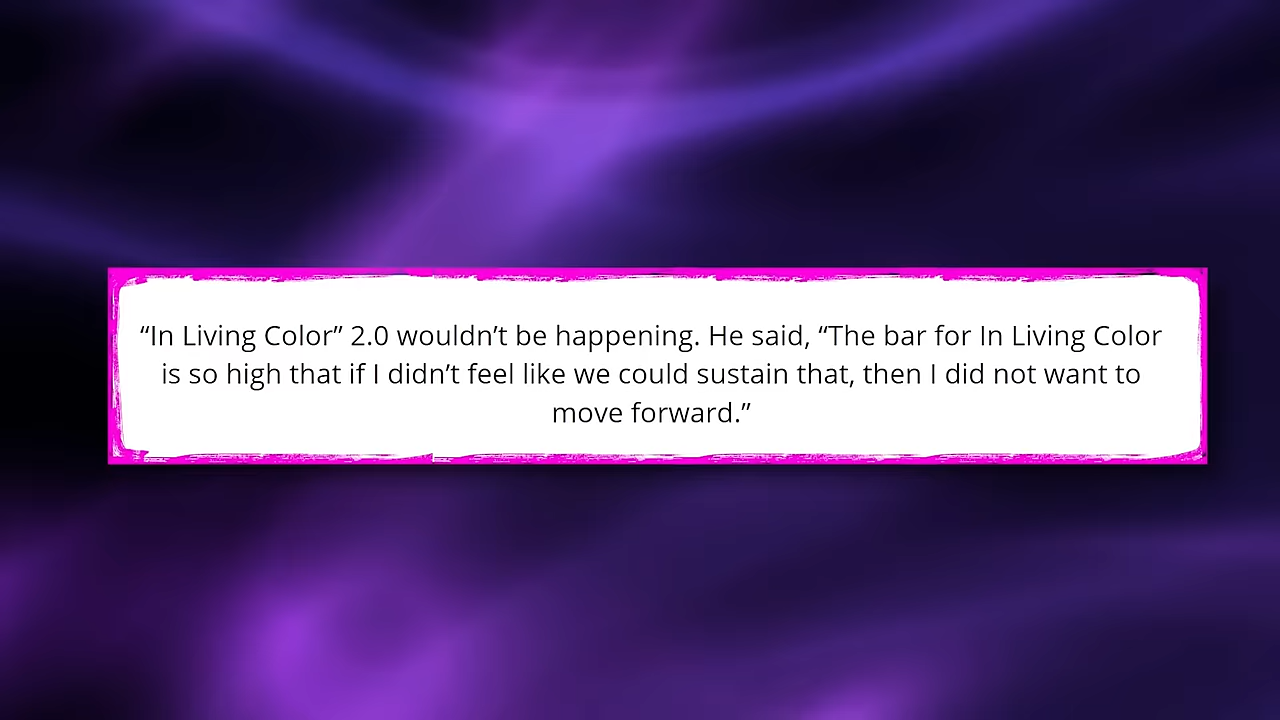 “In Living Color” 2.0 wouldn’t be happening. He said, “The bar for In Living Color
is so high that if I didn’t feel like we could sustain that, then I did not want to
move forward.”